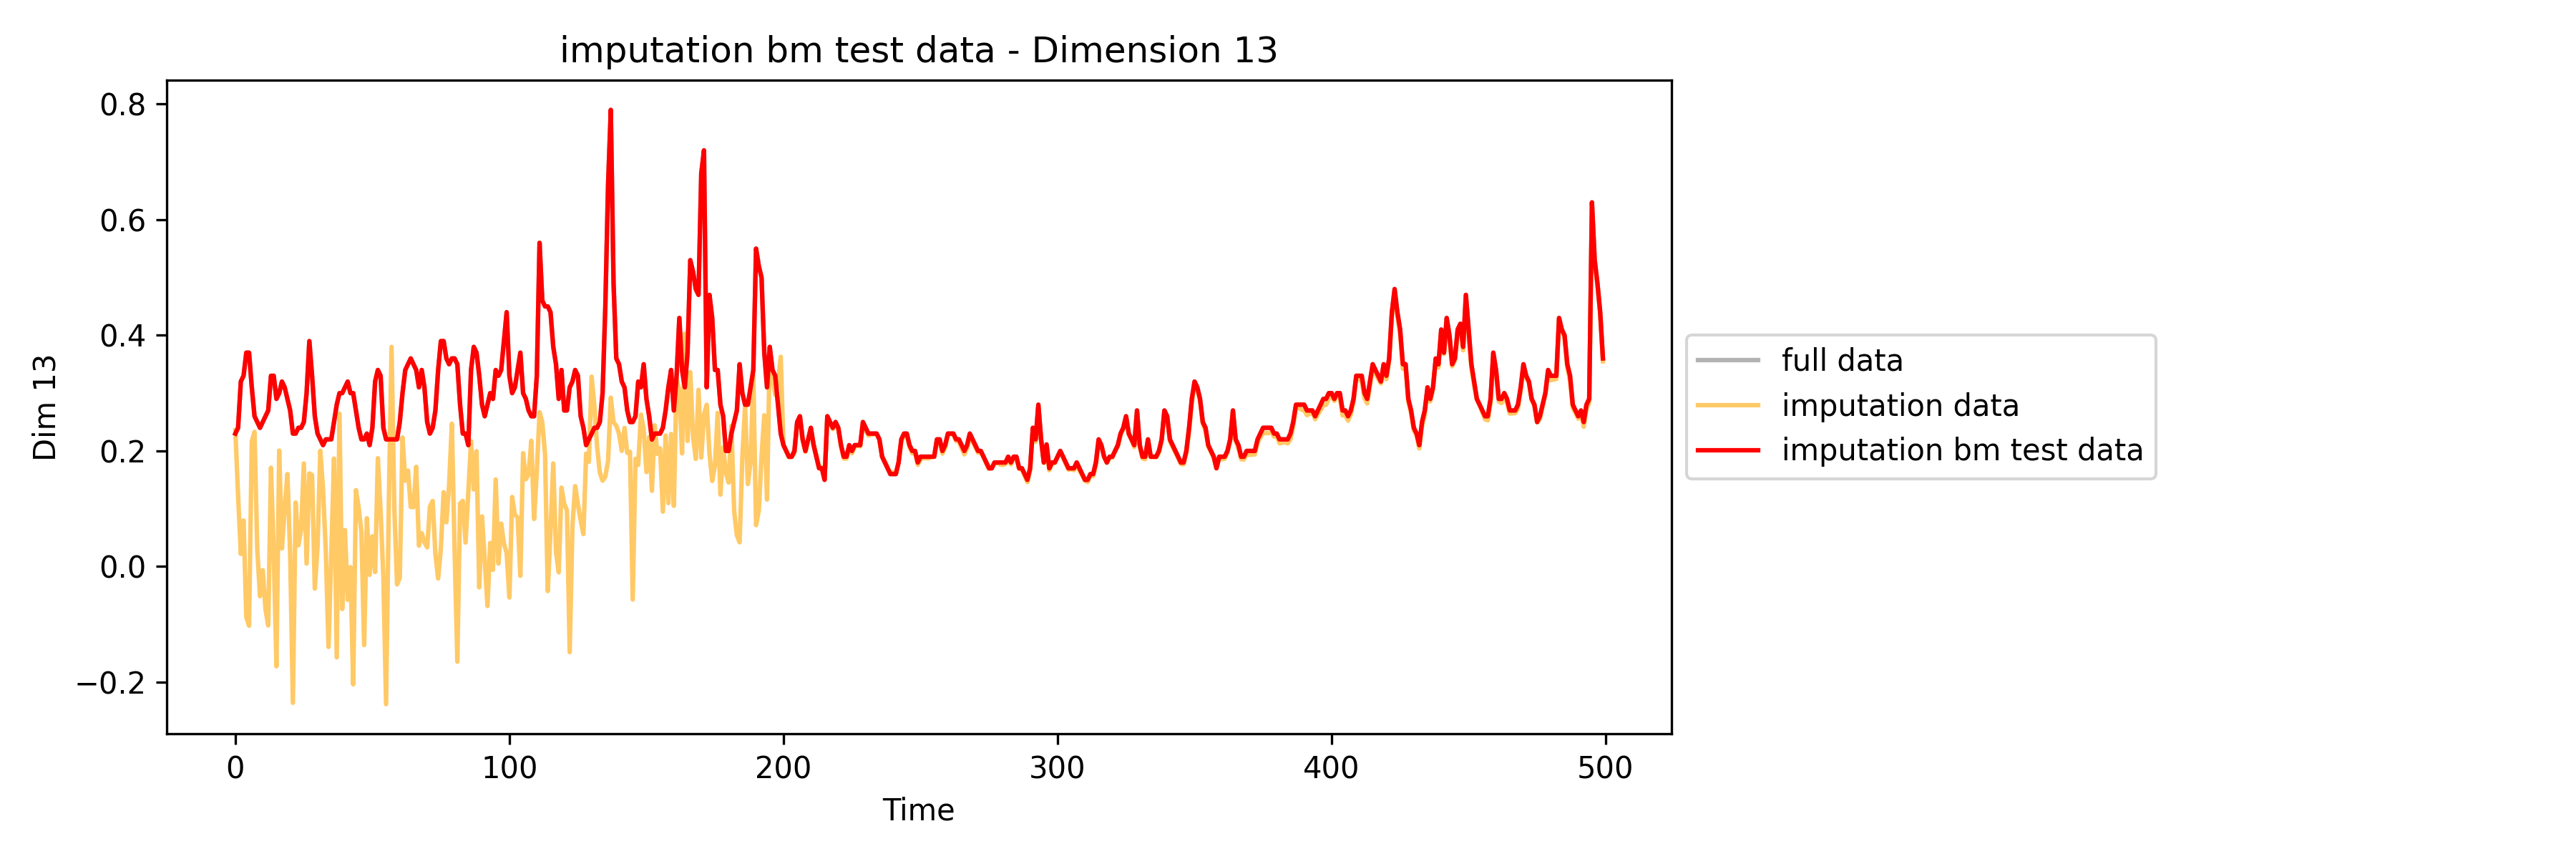 imputation bm test data - Dimension 13
0.8
0.6
0.4
0.2
0.0
−0.2
Dim 13
0 100 200 300 400 500
Time
full data
imputation data
imputation bm test data